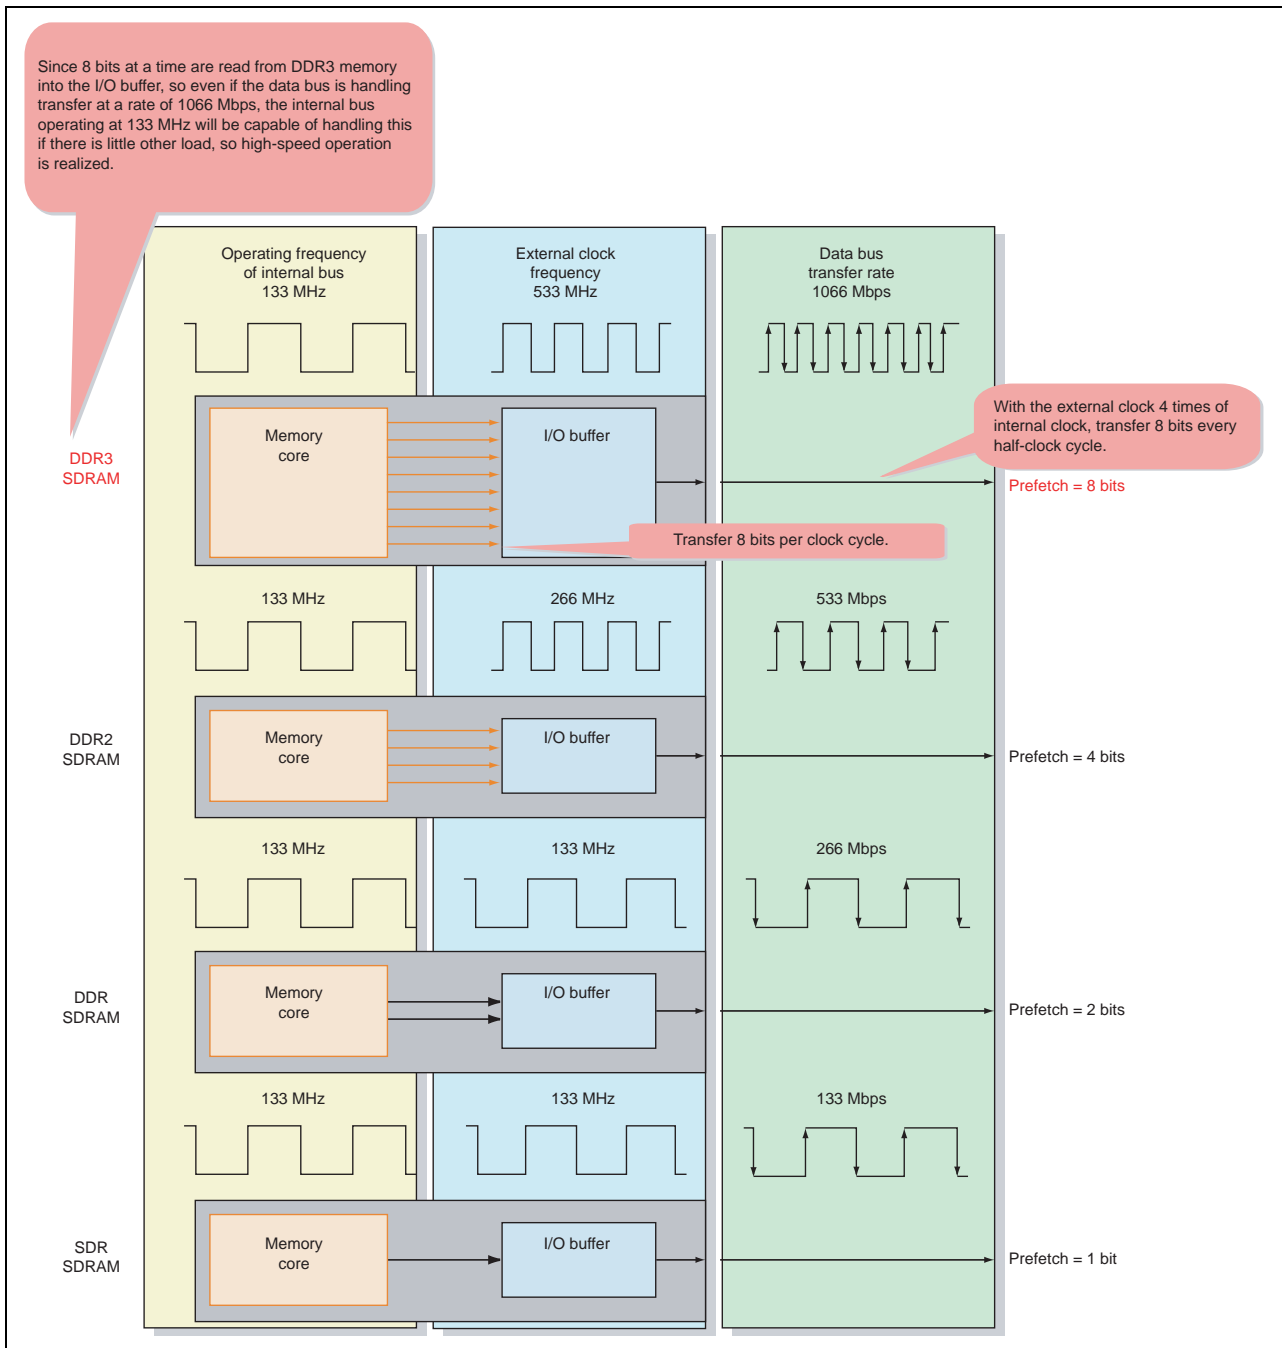 Since 8 bits at a time are read from DDR3 memory
into the I/O buffer, so even if the data bus is handling
transfer at a rate of 1066 Mbps, the internal bus
operating at 133 MHz will be capable of handling this
if there is little other load, so high-speed operation
is realized.
Operating frequency
of internal bus
133 MHz
External clock
frequency
533 MHz
Data bus
transfer rate
1066 Mbps
DDR3
SDRAM
Memory
core
I/O buffer
With the external clock 4 times of
internal clock, transfer 8 bits every
half-clock cycle.
Prefetch = 8 bits
Transfer 8 bits per clock cycle.
133 MHz
266 MHz
533 Mbps
DDR2
SDRAM
Memory
core
I/O buffer
Prefetch = 4 bits
133 MHz
133 MHz
266 Mbps
DDR
SDRAM
Memory
core
I/O buffer
Prefetch = 2 bits
133 MHz
133 MHz
133 Mbps
SDR
SDRAM
Memory
core
I/O buffer
Prefetch = 1 bit